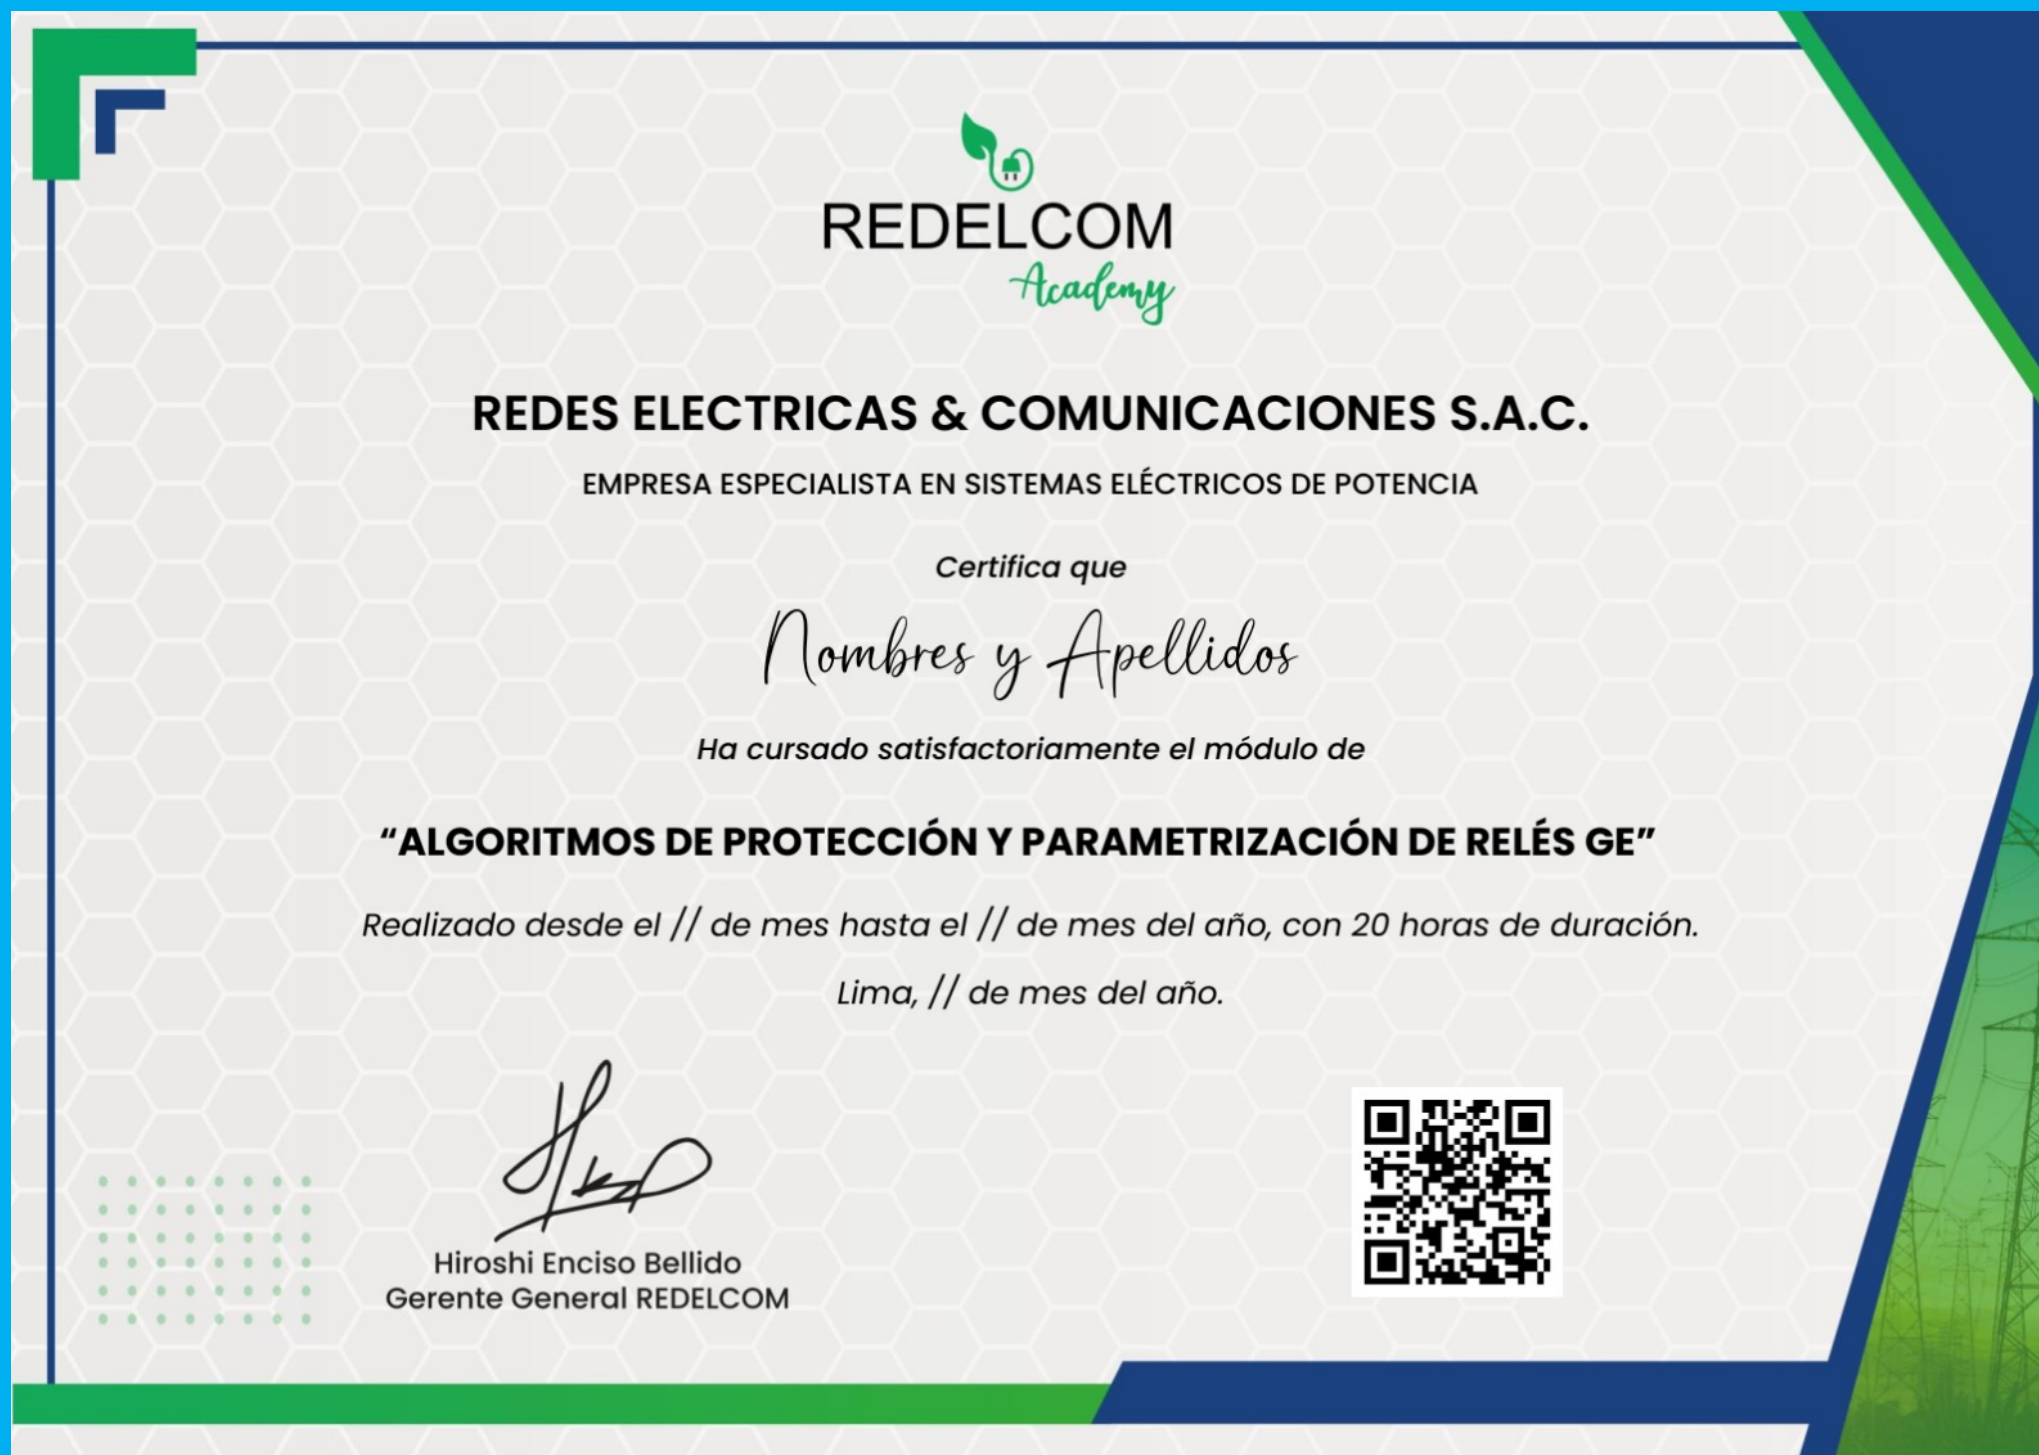 REDELCOM
Academy
REDES ELECTRICAS & COMUNICACIONES S.A.C.
EMPRESA ESPECIALISTA EN SISTEMAS ELÉCTRICOS DE POTENCIA
Certifica que
Nombres y Apellidos
Ha cursado satisfactoriamente el módulo de
“ALGORITMOS DE PROTECCIÓN Y PARAMETRIZACIÓN DE RELÉS GE”
Realizado desde el // de mes hasta el // de mes del año, con 20 horas de duración.
Lima, // de mes del año.
Hiroshi Enciso Bellido
Gerente General REDELCOM